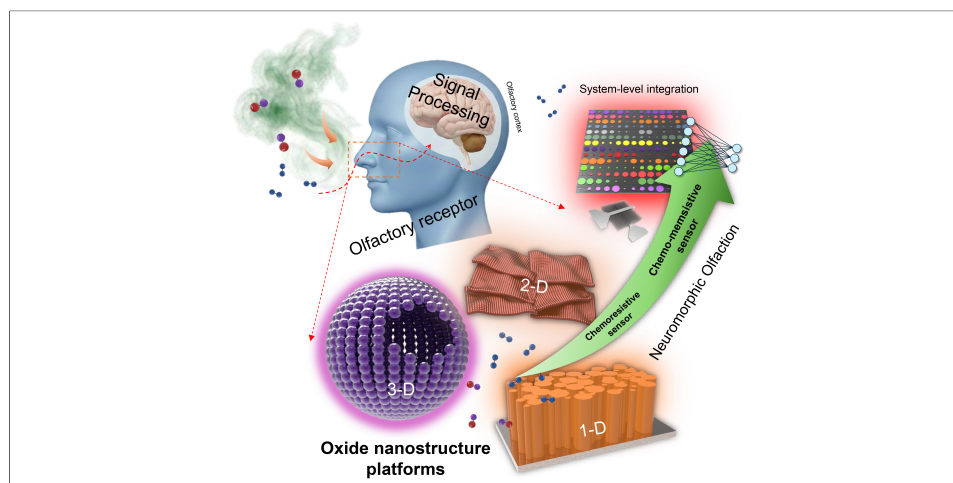 Signal
Processing
Olfactory cortex
Olfactory receptor
System-level integration
Chemo-memsistive
sensor
Chemoresistive
sensor
Neuromorphic Olfaction
2-D
3-D
1-D
Oxide nanostructure
platforms